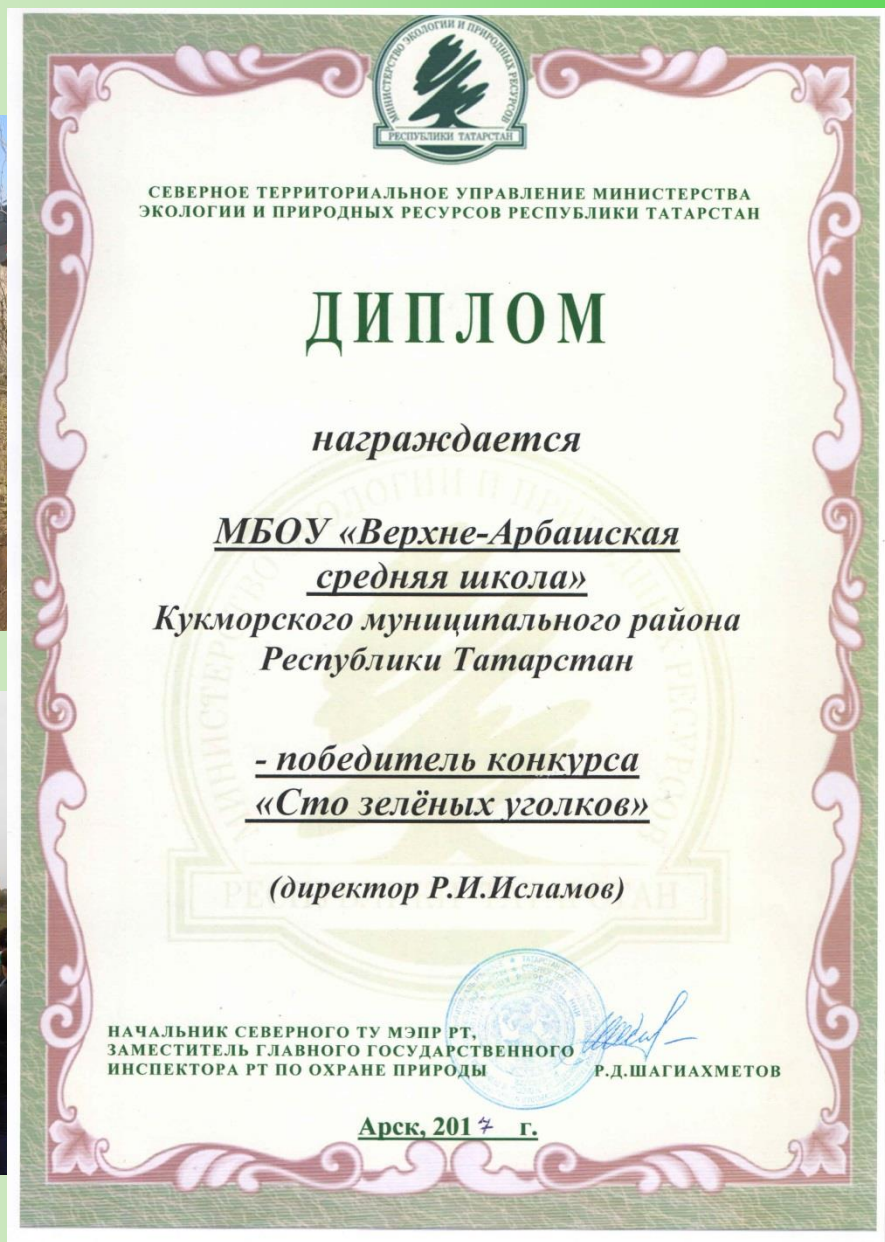 МИНИСТЕРСТВО ЭКОЛОГИИ И ПРИРОДНЫХ РЕСУРСОВ
РЕСПУБЛИКИ ТАТАРСТАН
СЕВЕРНОЕ ТЕРРИТОРИАЛЬНОЕ УПРАВЛЕНИЕ МИНИСТЕРСТВА
ЭКОЛОГИИ И ПРИРОДНЫХ РЕСУРСОВ РЕСПУБЛИКИ ТАТАРСТАН
ДИПЛОМ
награждается
МБОУ «Верхне-Арбашская
средняя школа»
Кукморского муниципального района
Республики Татарстан
- победитель конкурса
«Сто зелёных уголков»
(директор Р.И.Исламов)
НАЧАЛЬНИК СЕВЕРНОГО ТУ МЭПР РТ,
ЗАМЕСТИТЕЛЬ ГЛАВНОГО ГОСУДАРСТВЕННОГО
ИНСПЕКТОРА РТ ПО ОХРАНЕ ПРИРОДЫ Р.Д.ШАГИАХМЕТОВ
Арск, 2017 г.